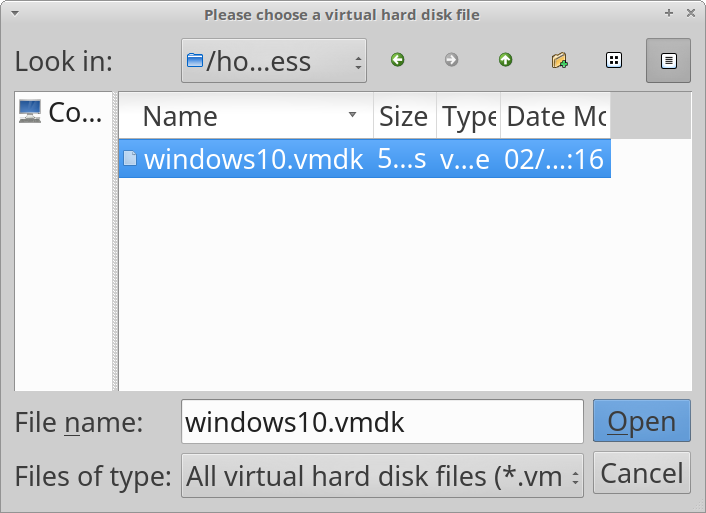 Please choose a virtual hard disk file
Look in: /ho...ess
Co...
Name Size Type Date Mo
windows10.vmdk 5...s v...e 02/...:16
File name: windows10.vmdk Open
Files of type: All virtual hard disk files (*.vm Cancel